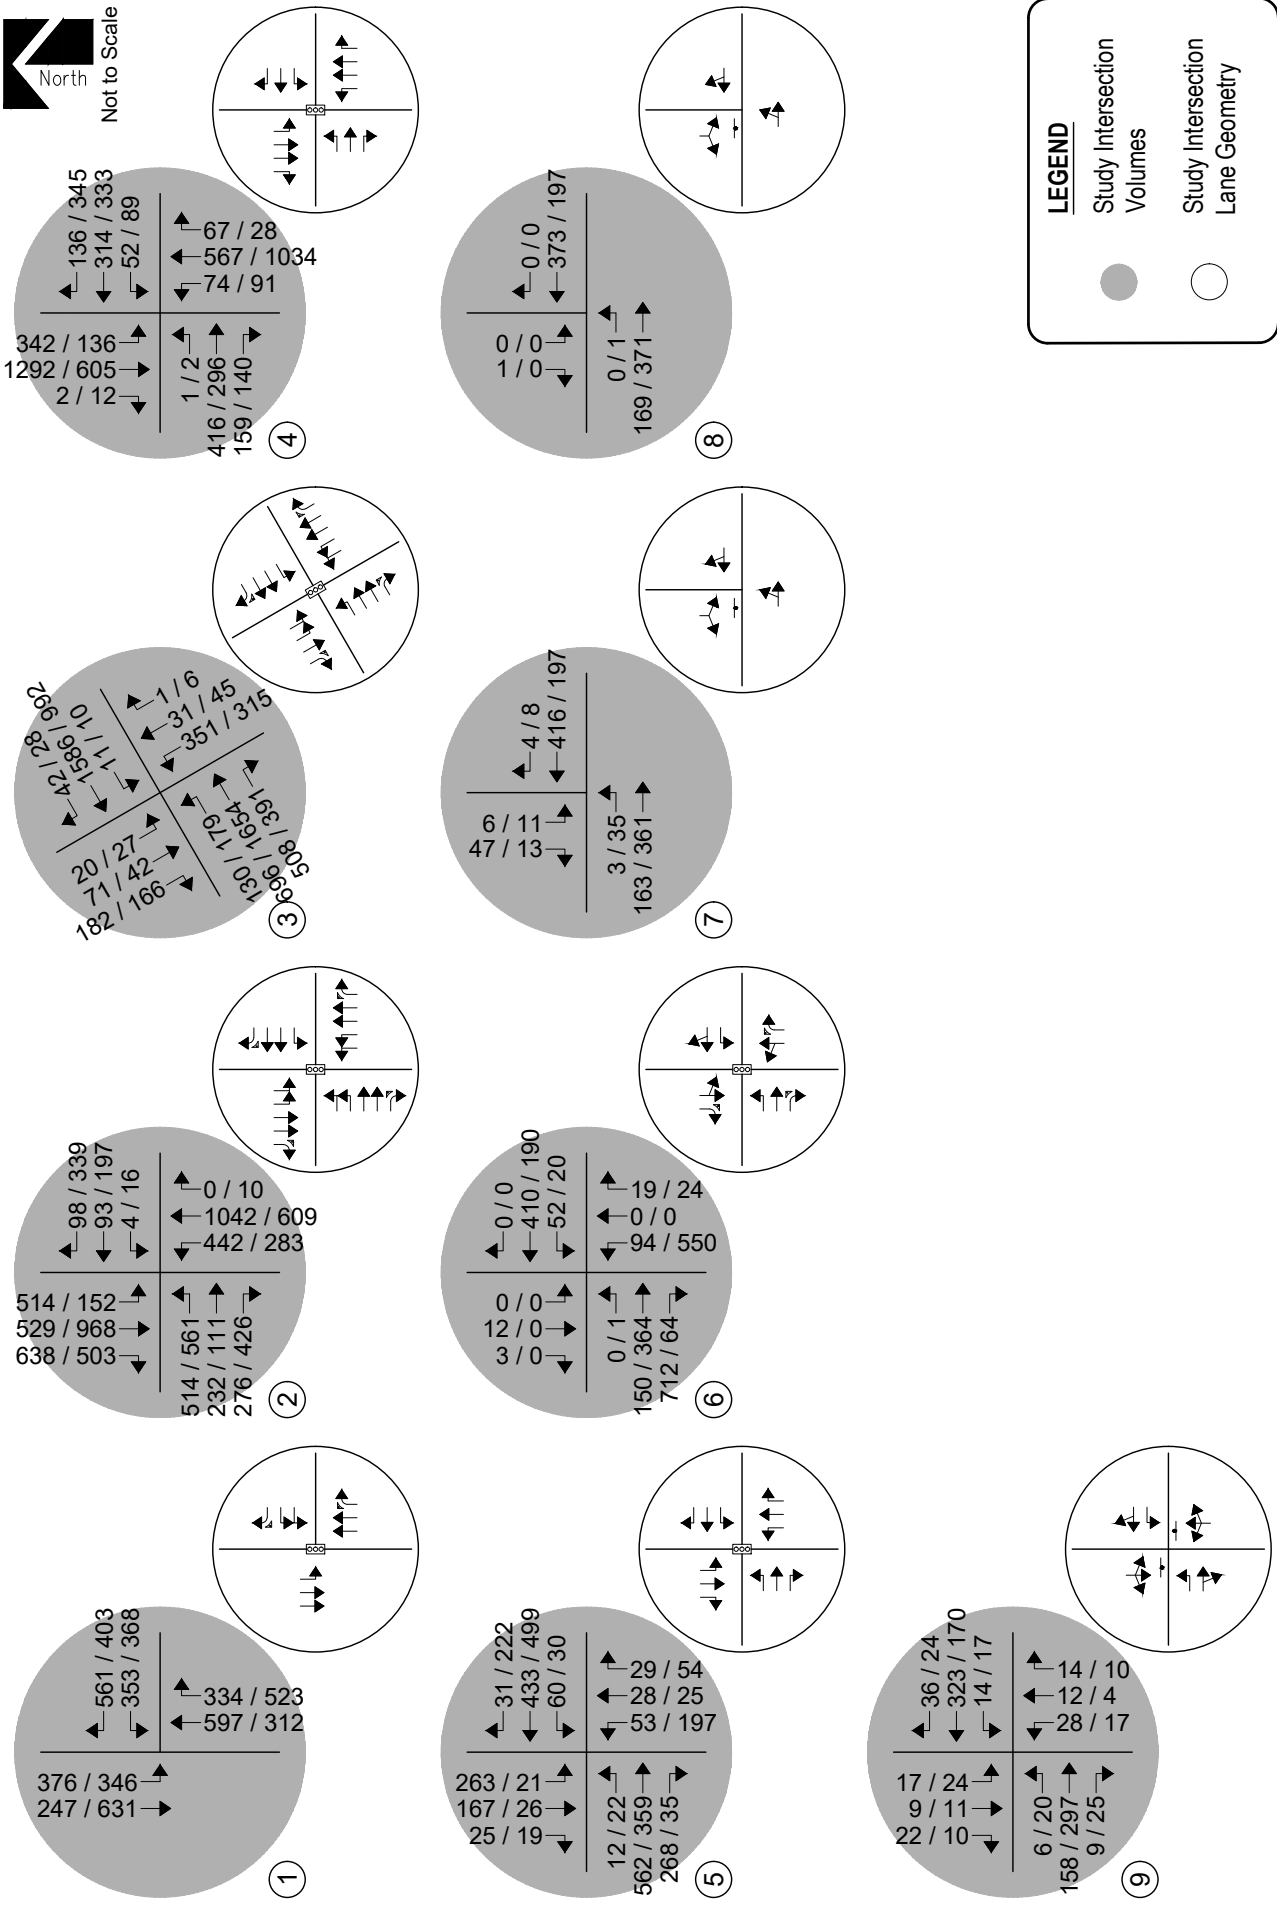 North
Not to Scale
136 / 345
314 / 333
52 / 89
67 / 28
567 / 1034
74 / 91
342 / 136
1292 / 605
2 / 12
1 / 2
416 / 296
159 / 140
4
0 / 0
373 / 197
0 / 0
1 / 0
0 / 1
169 / 371
8
LEGEND
Study Intersection
Volumes
Study Intersection
Lane Geometry
42 / 28
1586 / 992
11 / 10
1 / 6
31 / 45
351 / 315
20 / 27
71 / 42
182 / 166
130 / 179
696 / 1654
508 / 391
3
4 / 8
416 / 197
6 / 11
47 / 13
3 / 35
163 / 361
7
98 / 339
93 / 197
4 / 16
0 / 10
1042 / 609
442 / 283
514 / 152
529 / 968
638 / 503
514 / 561
232 / 111
276 / 426
2
0 / 0
410 / 190
52 / 20
19 / 24
0 / 0
94 / 550
0 / 0
12 / 0
3 / 0
0 / 1
150 / 364
712 / 64
6
561 / 403
353 / 368
334 / 523
597 / 312
376 / 346
247 / 631
1
31 / 222
433 / 499
60 / 30
29 / 54
28 / 25
53 / 197
263 / 21
167 / 26
25 / 19
12 / 22
562 / 359
268 / 35
5
36 / 24
323 / 170
14 / 17
14 / 10
12 / 4
28 / 17
17 / 24
9 / 11
22 / 10
6 / 20
158 / 297
9 / 25
9